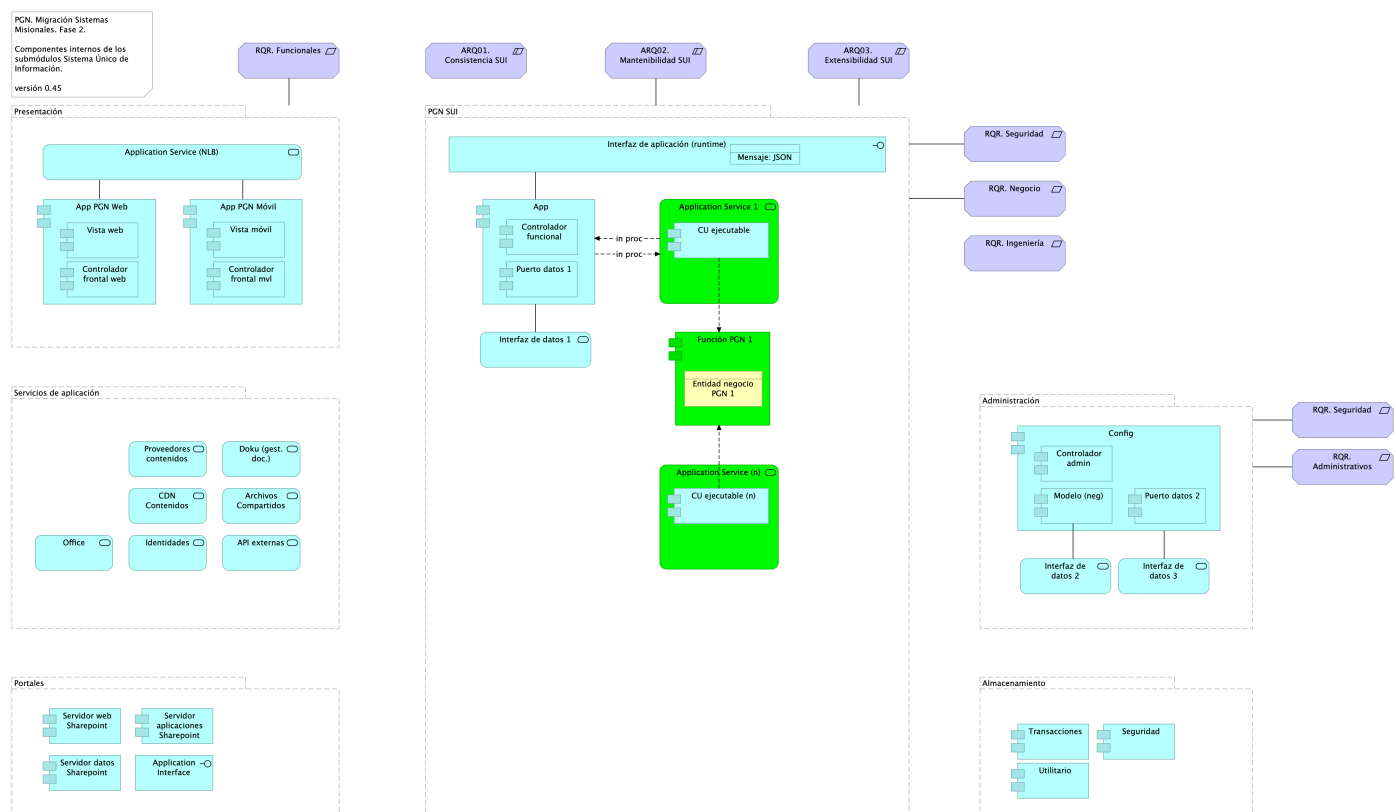 PGN. Migración Sistemas
Misionales. Fase 2.
Componentes internos de los
submódulos Sistema Único de
Información.
versión 0.45
RQR. Funcionales
ARQ01.
Consistencia SUI
ARQ02.
Mantenibilidad SUI
ARQ03.
Extensibilidad SUI
Presentación
Application Service (NLB)
App PGN Web
Vista web
Controlador
frontal web
App PGN Móvil
Vista móvil
Controlador
frontal mvl
PGN SUI
Interfaz de aplicación (runtime)
Mensaje: JSON
App
Controlador
funcional
Puerto datos 1
Interfaz de datos 1
in proc
in proc
Application Service 1
CU ejecutable
Función PGN 1
Entidad negocio
PGN 1
Application Service (n)
CU ejecutable (n)
RQR. Seguridad
RQR. Negocio
RQR. Ingeniería
Servicios de aplicación
Proveedores
contenidos
Doku (gest.
doc.)
CDN
Contenidos
Archivos
Compartidos
Office
Identidades
API externas
Administración
Config
Controlador
admin
Modelo (neg)
Puerto datos 2
Interfaz de
datos 2
Interfaz de
datos 3
RQR. Seguridad
RQR.
Administrativos
Portales
Servidor web
Sharepoint
Servidor
aplicaciones
Sharepoint
Servidor datos
Sharepoint
Application
Interface
Almacenamiento
Transacciones
Seguridad
Utilitario